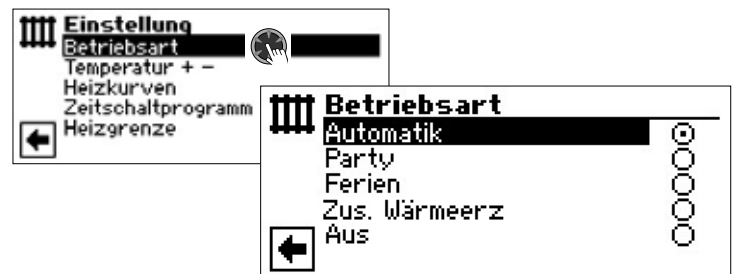 Einstellung
Betriebsart
Temperatur + −
Heizkurven
Zeitschaltprogramm
Heizgrenze
Betriebsart
Automatik
Party
Ferien
Zus. Wärmeerz
Aus